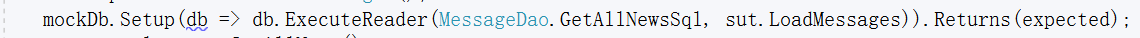 mockDb.Setup(db => db.ExecuteReader(MessageDao.GetAllNewsSql, sut.LoadMessages)).Returns(expected);